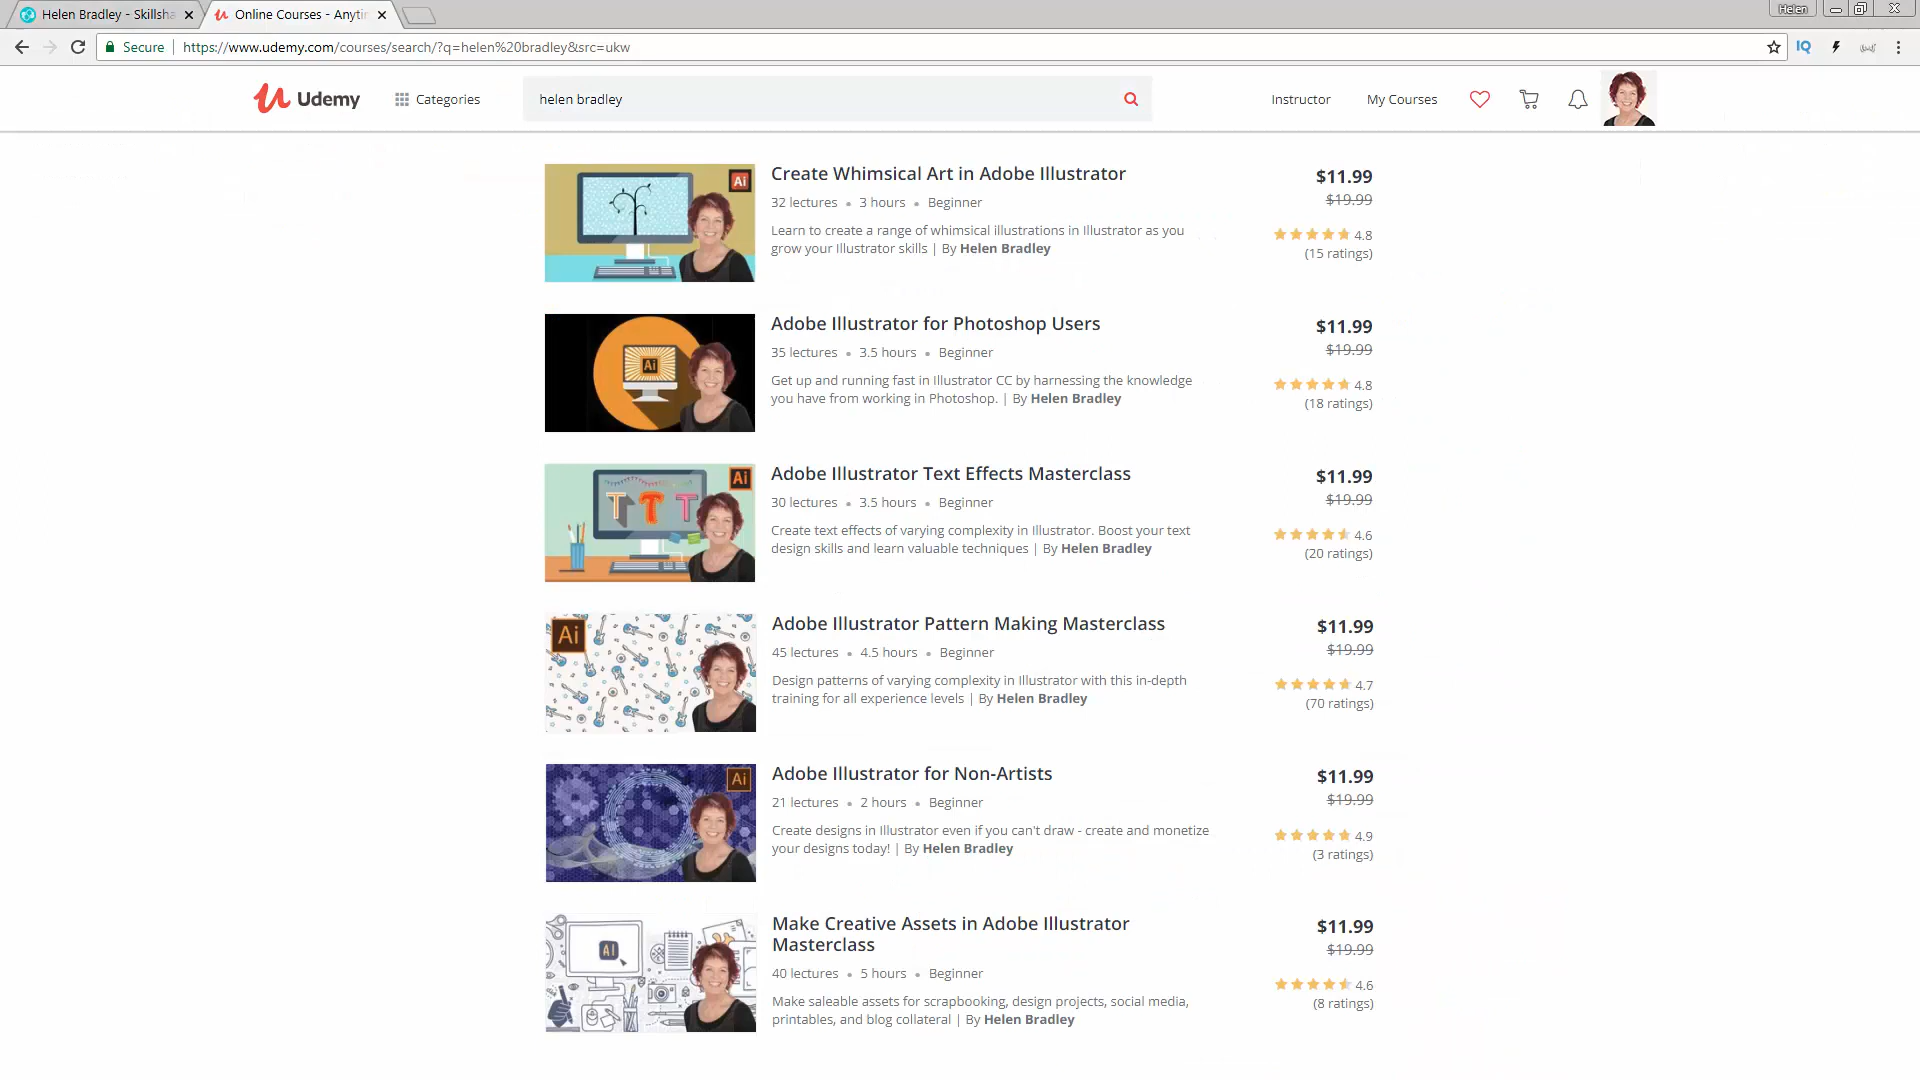 Helen Bradley - Skillsha
Online Courses - Anytin
Helen
Secure
https://www.udemy.com/courses/search/?q=helen%20bradley&src=ukw
IQ
Udemy
Categories
helen bradley
Instructor
My Courses
Ai
Create Whimsical Art in Adobe Illustrator
32 lectures • 3 hours • Beginner
Learn to create a range of whimsical illustrations in Illustrator as you
grow your Illustrator skills | By Helen Bradley
$11.99
$19.99
4.8
(15 ratings)
Ai
Adobe Illustrator for Photoshop Users
35 lectures • 3.5 hours • Beginner
Get up and running fast in Illustrator CC by harnessing the knowledge
you have from working in Photoshop. | By Helen Bradley
$11.99
$19.99
4.8
(18 ratings)
Ai
T T T
Adobe Illustrator Text Effects Masterclass
30 lectures • 3.5 hours • Beginner
Create text effects of varying complexity in Illustrator. Boost your text
design skills and learn valuable techniques | By Helen Bradley
$11.99
$19.99
4.6
(20 ratings)
Ai
Adobe Illustrator Pattern Making Masterclass
45 lectures • 4.5 hours • Beginner
Design patterns of varying complexity in Illustrator with this in-depth
training for all experience levels | By Helen Bradley
$11.99
$19.99
4.7
(70 ratings)
Ai
Adobe Illustrator for Non-Artists
21 lectures • 2 hours • Beginner
Create designs in Illustrator even if you can't draw - create and monetize
your designs today! | By Helen Bradley
$11.99
$19.99
4.9
(3 ratings)
AI
Make Creative Assets in Adobe Illustrator
Masterclass
40 lectures • 5 hours • Beginner
Make saleable assets for scrapbooking, design projects, social media,
printables, and blog collateral | By Helen Bradley
$11.99
$19.99
4.6
(8 ratings)